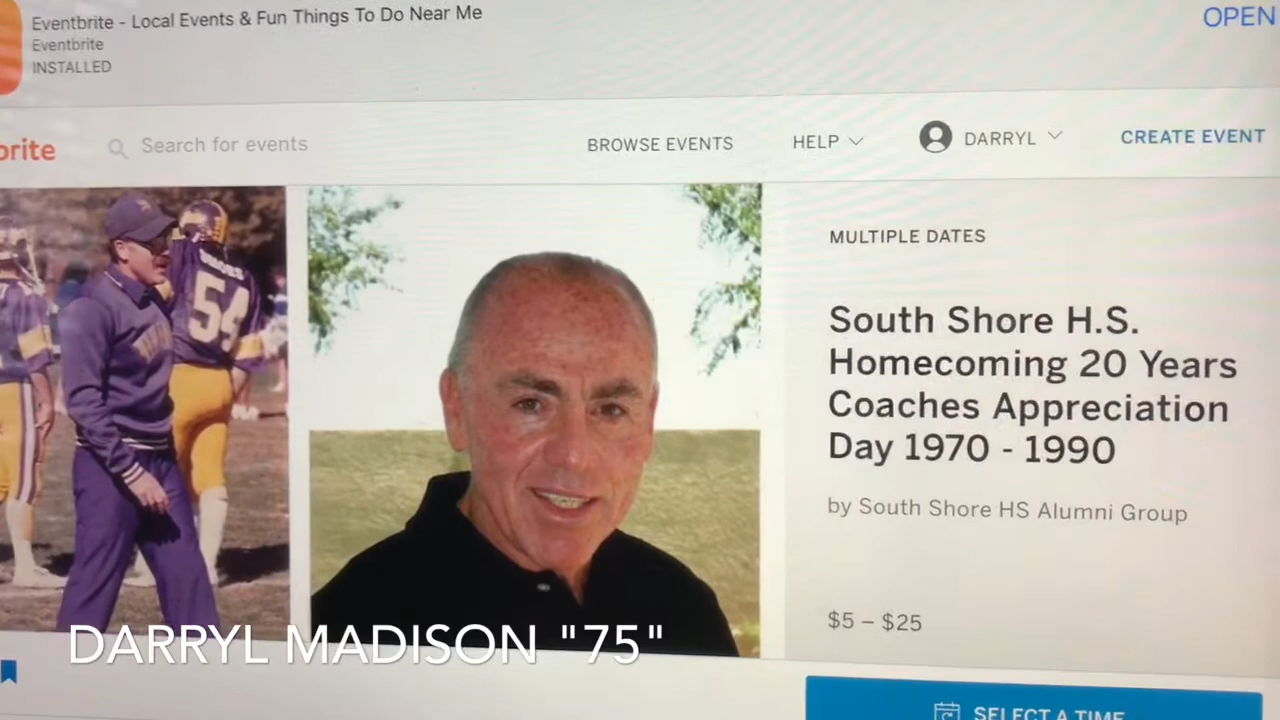 Eventbrite - Local Events & Fun Things To Do Near Me
Eventbrite
INSTALLED
OPEN
brite
Search for events
BROWSE EVENTS
HELP
DARRYL
CREATE EVENT
54
MULTIPLE DATES
South Shore H.S.
Homecoming 20 Years
Coaches Appreciation
Day 1970 - 1990
by South Shore HS Alumni Group
$5 – $25
SELECT A TIME
DARRYL MADISON "75"